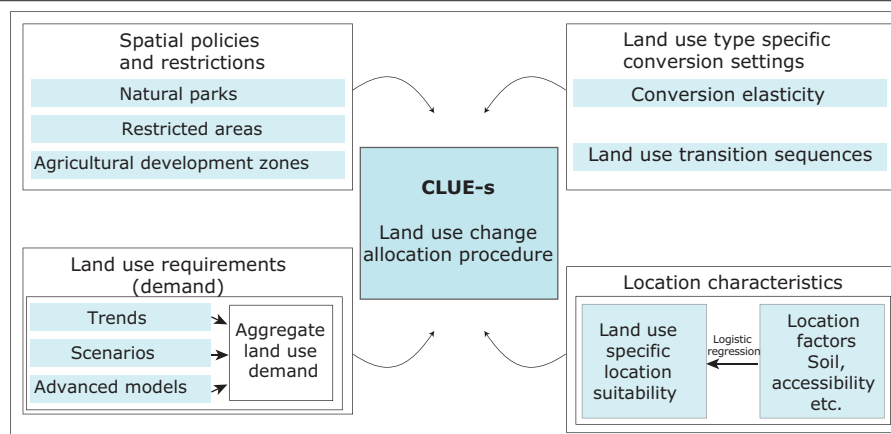 Spatial policies
and restrictions
Natural parks
Restricted areas
Agricultural development zones
Land use type specific
conversion settings
Conversion elasticity
Land use transition sequences
CLUE-s
Land use change
allocation procedure
Land use requirements
(demand)
Trends
Scenarios
Advanced models
Aggregate
land use
demand
Location characteristics
Land use
specific
location
suitability
Logistic
regression
Location
factors
Soil,
accessibility
etc.